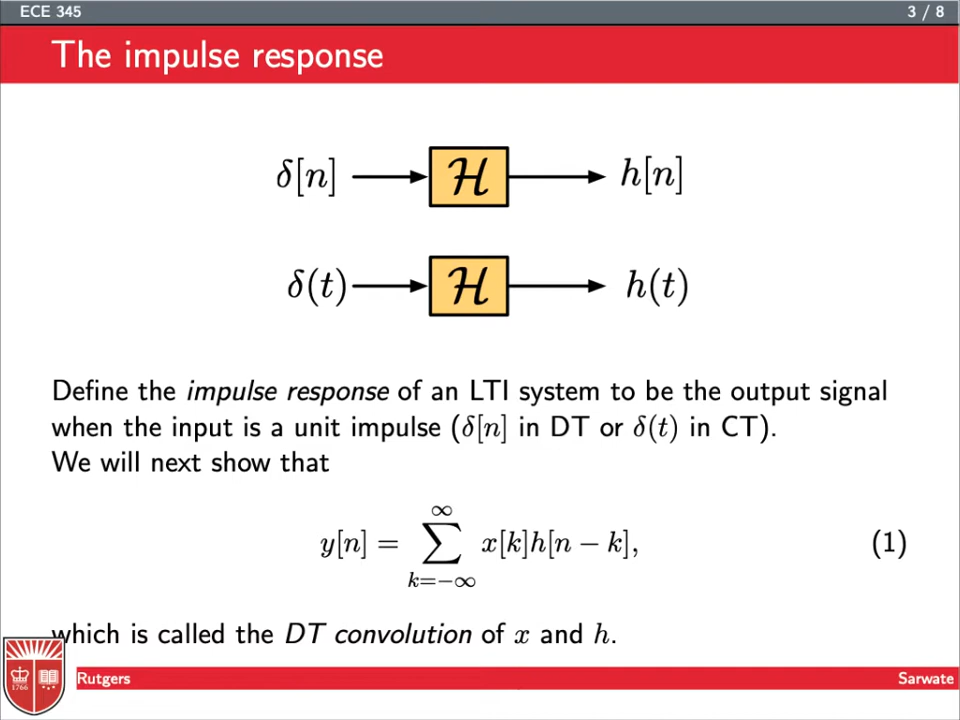 ECE 345
3 / 8
The impulse response
δ[n] ℋ h[n]
δ(t) ℋ h(t)
Define the impulse response of an LTI system to be the output signal
when the input is a unit impulse (δ[n] in DT or δ(t) in CT).
We will next show that
y[n] = ∑_{k=−∞}^{∞} x[k]h[n − k], (1)
which is called the DT convolution of x and h.
1766
Rutgers
Sarwate